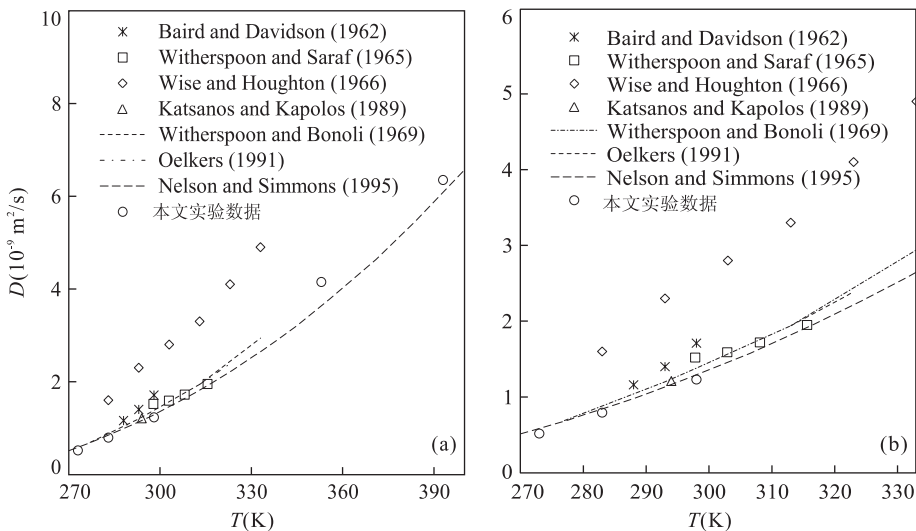 10
8
6
4
2
0
D(10⁻⁹ m²/s)
Baird and Davidson (1962)
Witherspoon and Saraf (1965)
Wise and Houghton (1966)
Katsanos and Kapolos (1989)
Witherspoon and Bonoli (1969)
Oelkers (1991)
Nelson and Simmons (1995)
本文实验数据
(a)
270
300
330
360
390
T(K)
6
5
4
3
2
1
0
Baird and Davidson (1962)
Witherspoon and Saraf (1965)
Wise and Houghton (1966)
Katsanos and Kapolos (1989)
Witherspoon and Bonoli (1969)
Oelkers (1991)
Nelson and Simmons (1995)
本文实验数据
(b)
270
280
290
300
310
320
330
T(K)